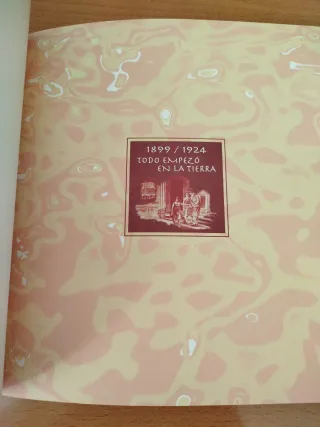 1899 / 1924
TODO EMPEZÓ
EN LA TIERRA